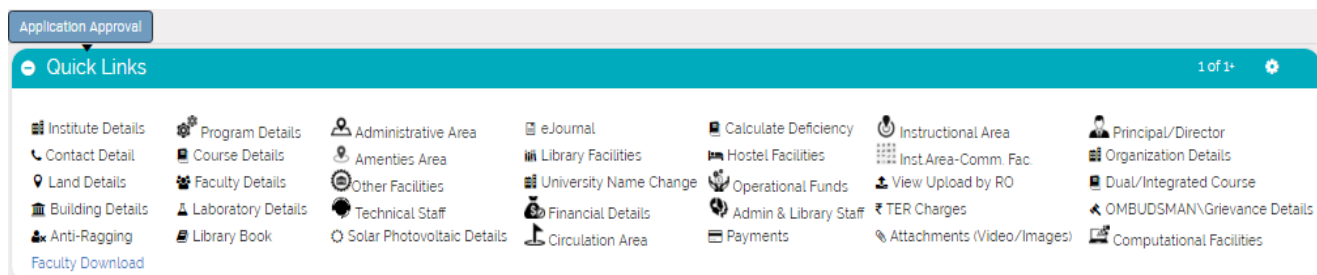 Application Approval
Quick Links 1 of 1+
Institute Details Program Details Administrative Area eJournal Calculate Deficiency Instructional Area Principal/Director
Contact Detail Course Details Amenties Area Library Facilities Hostel Facilities Inst.Area-Comm. Fac. Organization Details
Land Details Faculty Details Other Facilities University Name Change Operational Funds View Upload by RO Dual/Integrated Course
Building Details Laboratory Details Technical Staff Financial Details Admin & Library Staff ₹ TER Charges OMBUDSMAN\Grievance Details
Anti-Ragging Library Book Solar Photovoltaic Details Circulation Area Payments Attachments (Video/Images) Computational Facilities
Faculty Download